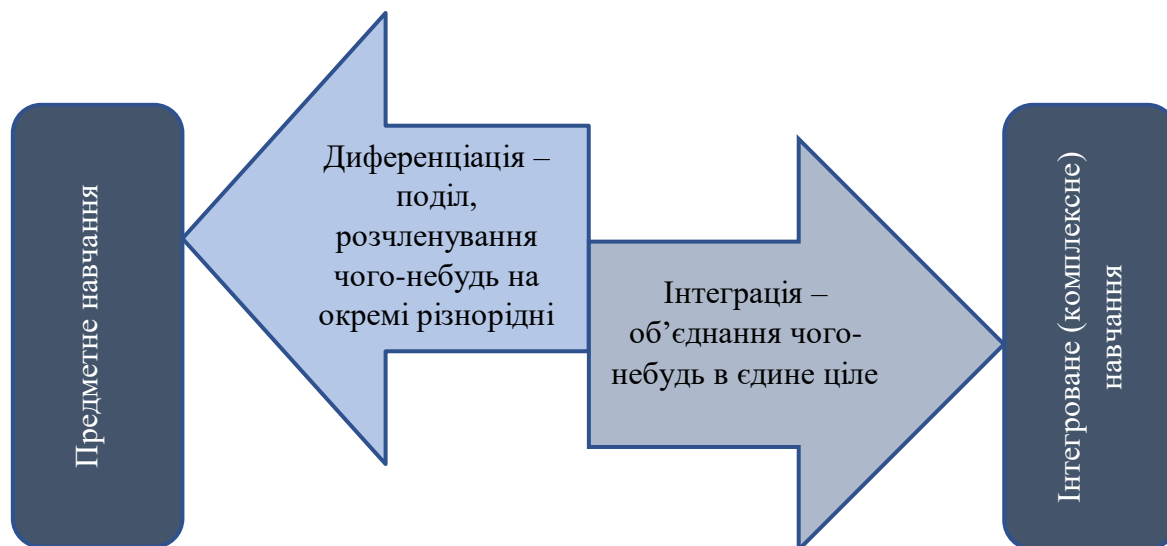 Предметне навчання
Диференціація –
поділ,
розчленування
чого-небудь на
окремі різнорідні
Інтеграція –
об’єднання чого-
небудь в єдине ціле
Інтегроване (комплексне)
навчання